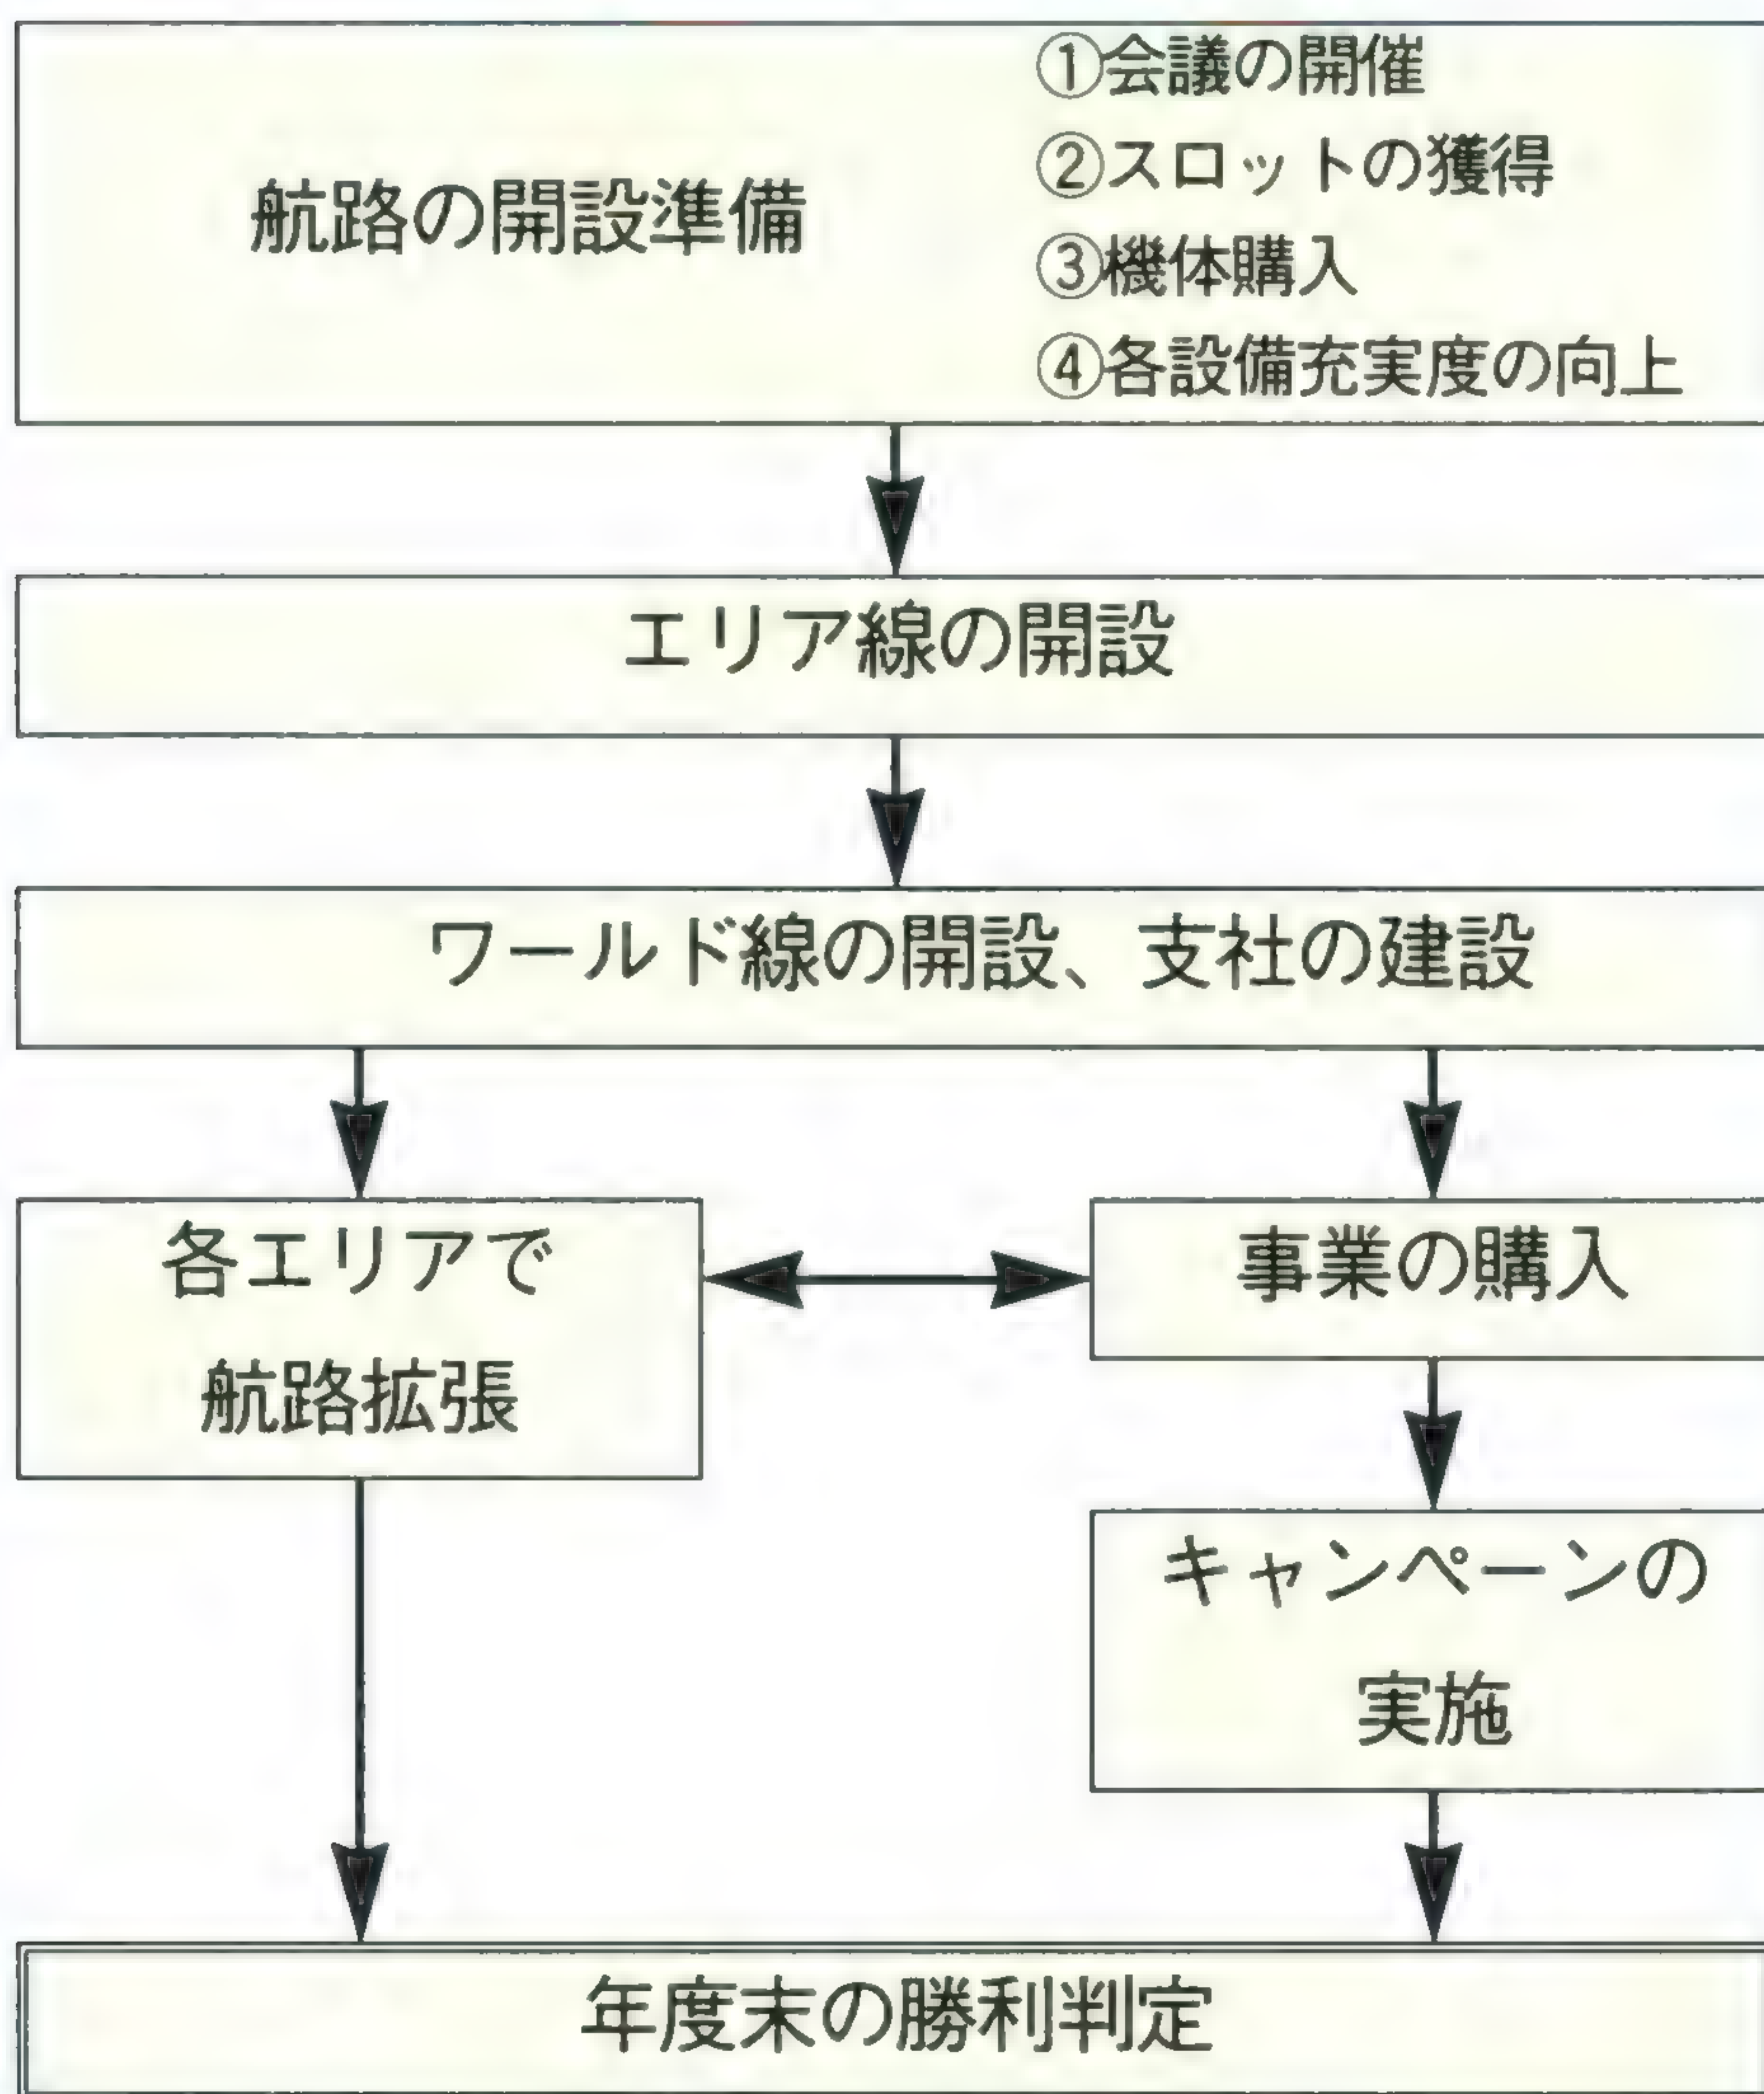 航路の開設準備
①会議の開催
②スロットの獲得
③機体購入
④各設備充実度の向上
エリア線の開設
ワールド線の開設、支社の建設
各エリアで
航路拡張
事業の購入
キャンペーンの
実施
年度末の勝利判定